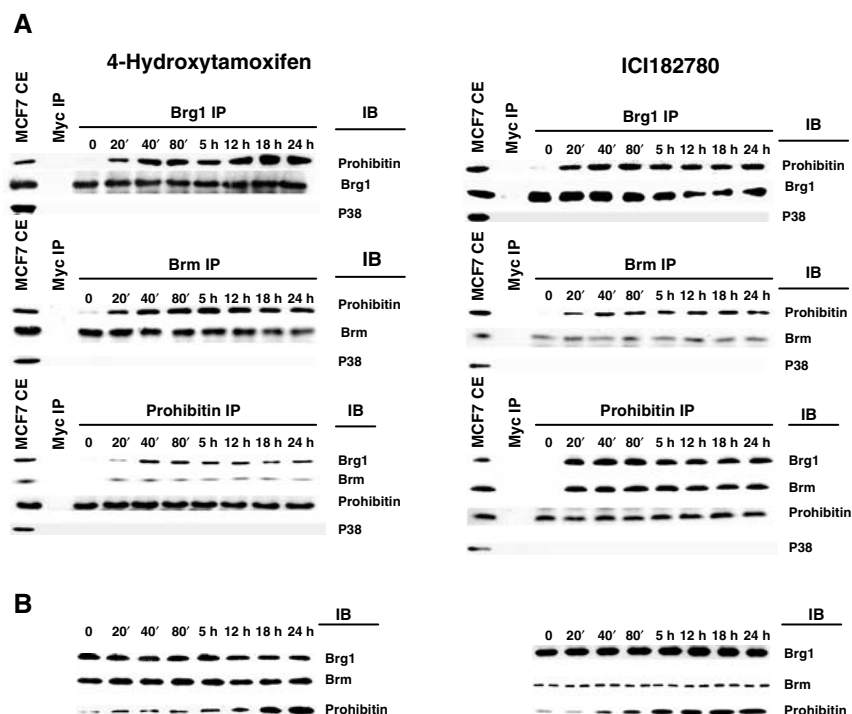 A
4-Hydroxytamoxifen
MCF7 CE
Myc IP
Brg1 IP
IB
0 20′ 40′ 80′ 5 h 12 h 18 h 24 h
Prohibitin
Brg1
P38
MCF7 CE
Myc IP
Brm IP
IB
0 20′ 40′ 80′ 5 h 12 h 18 h 24 h
Prohibitin
Brm
P38
MCF7 CE
Myc IP
Prohibitin IP
IB
0 20′ 40′ 80′ 5 h 12 h 18 h 24 h
Brg1
Brm
Prohibitin
P38
ICI182780
MCF7 CE
Myc IP
Brg1 IP
IB
0 20′ 40′ 80′ 5 h 12 h 18 h 24 h
Prohibitin
Brg1
P38
MCF7 CE
Myc IP
Brm IP
IB
0 20′ 40′ 80′ 5 h 12 h 18 h 24 h
Prohibitin
Brm
P38
MCF7 CE
Myc IP
Prohibitin IP
IB
0 20′ 40′ 80′ 5 h 12 h 18 h 24 h
Brg1
Brm
Prohibitin
P38
B
IB
0 20′ 40′ 80′ 5 h 12 h 18 h 24 h
Brg1
Brm
Prohibitin
IB
0 20′ 40′ 80′ 5 h 12 h 18 h 24 h
Brg1
Brm
Prohibitin